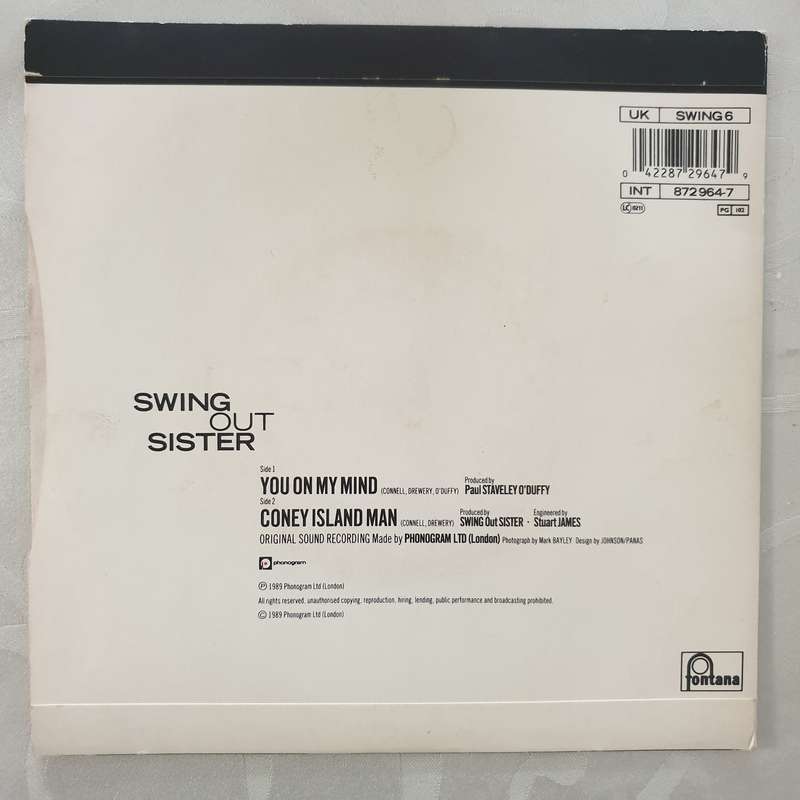 UK SWING 6
0 42287 29647 9
INT 872 964-7
LC 0211 PG 102
SWING
OUT
SISTER
Side 1
YOU ON MY MIND (CONNELL, DREWERY, O'DUFFY) Produced by Paul STAVELEY O'DUFFY
Side 2
CONEY ISLAND MAN (CONNELL, DREWERY) Produced by SWING Out SISTER · Engineered by Stuart JAMES
ORIGINAL SOUND RECORDING Made by PHONOGRAM LTD (London) Photograph by Mark BAYLEY Design by JOHNSON/PANAS
phonogram
Ⓟ 1989 Phonogram Ltd (London)
All rights reserved, unauthorised copying, reproduction, hiring, lending, public performance and broadcasting prohibited.
© 1989 Phonogram Ltd (London)
fontana